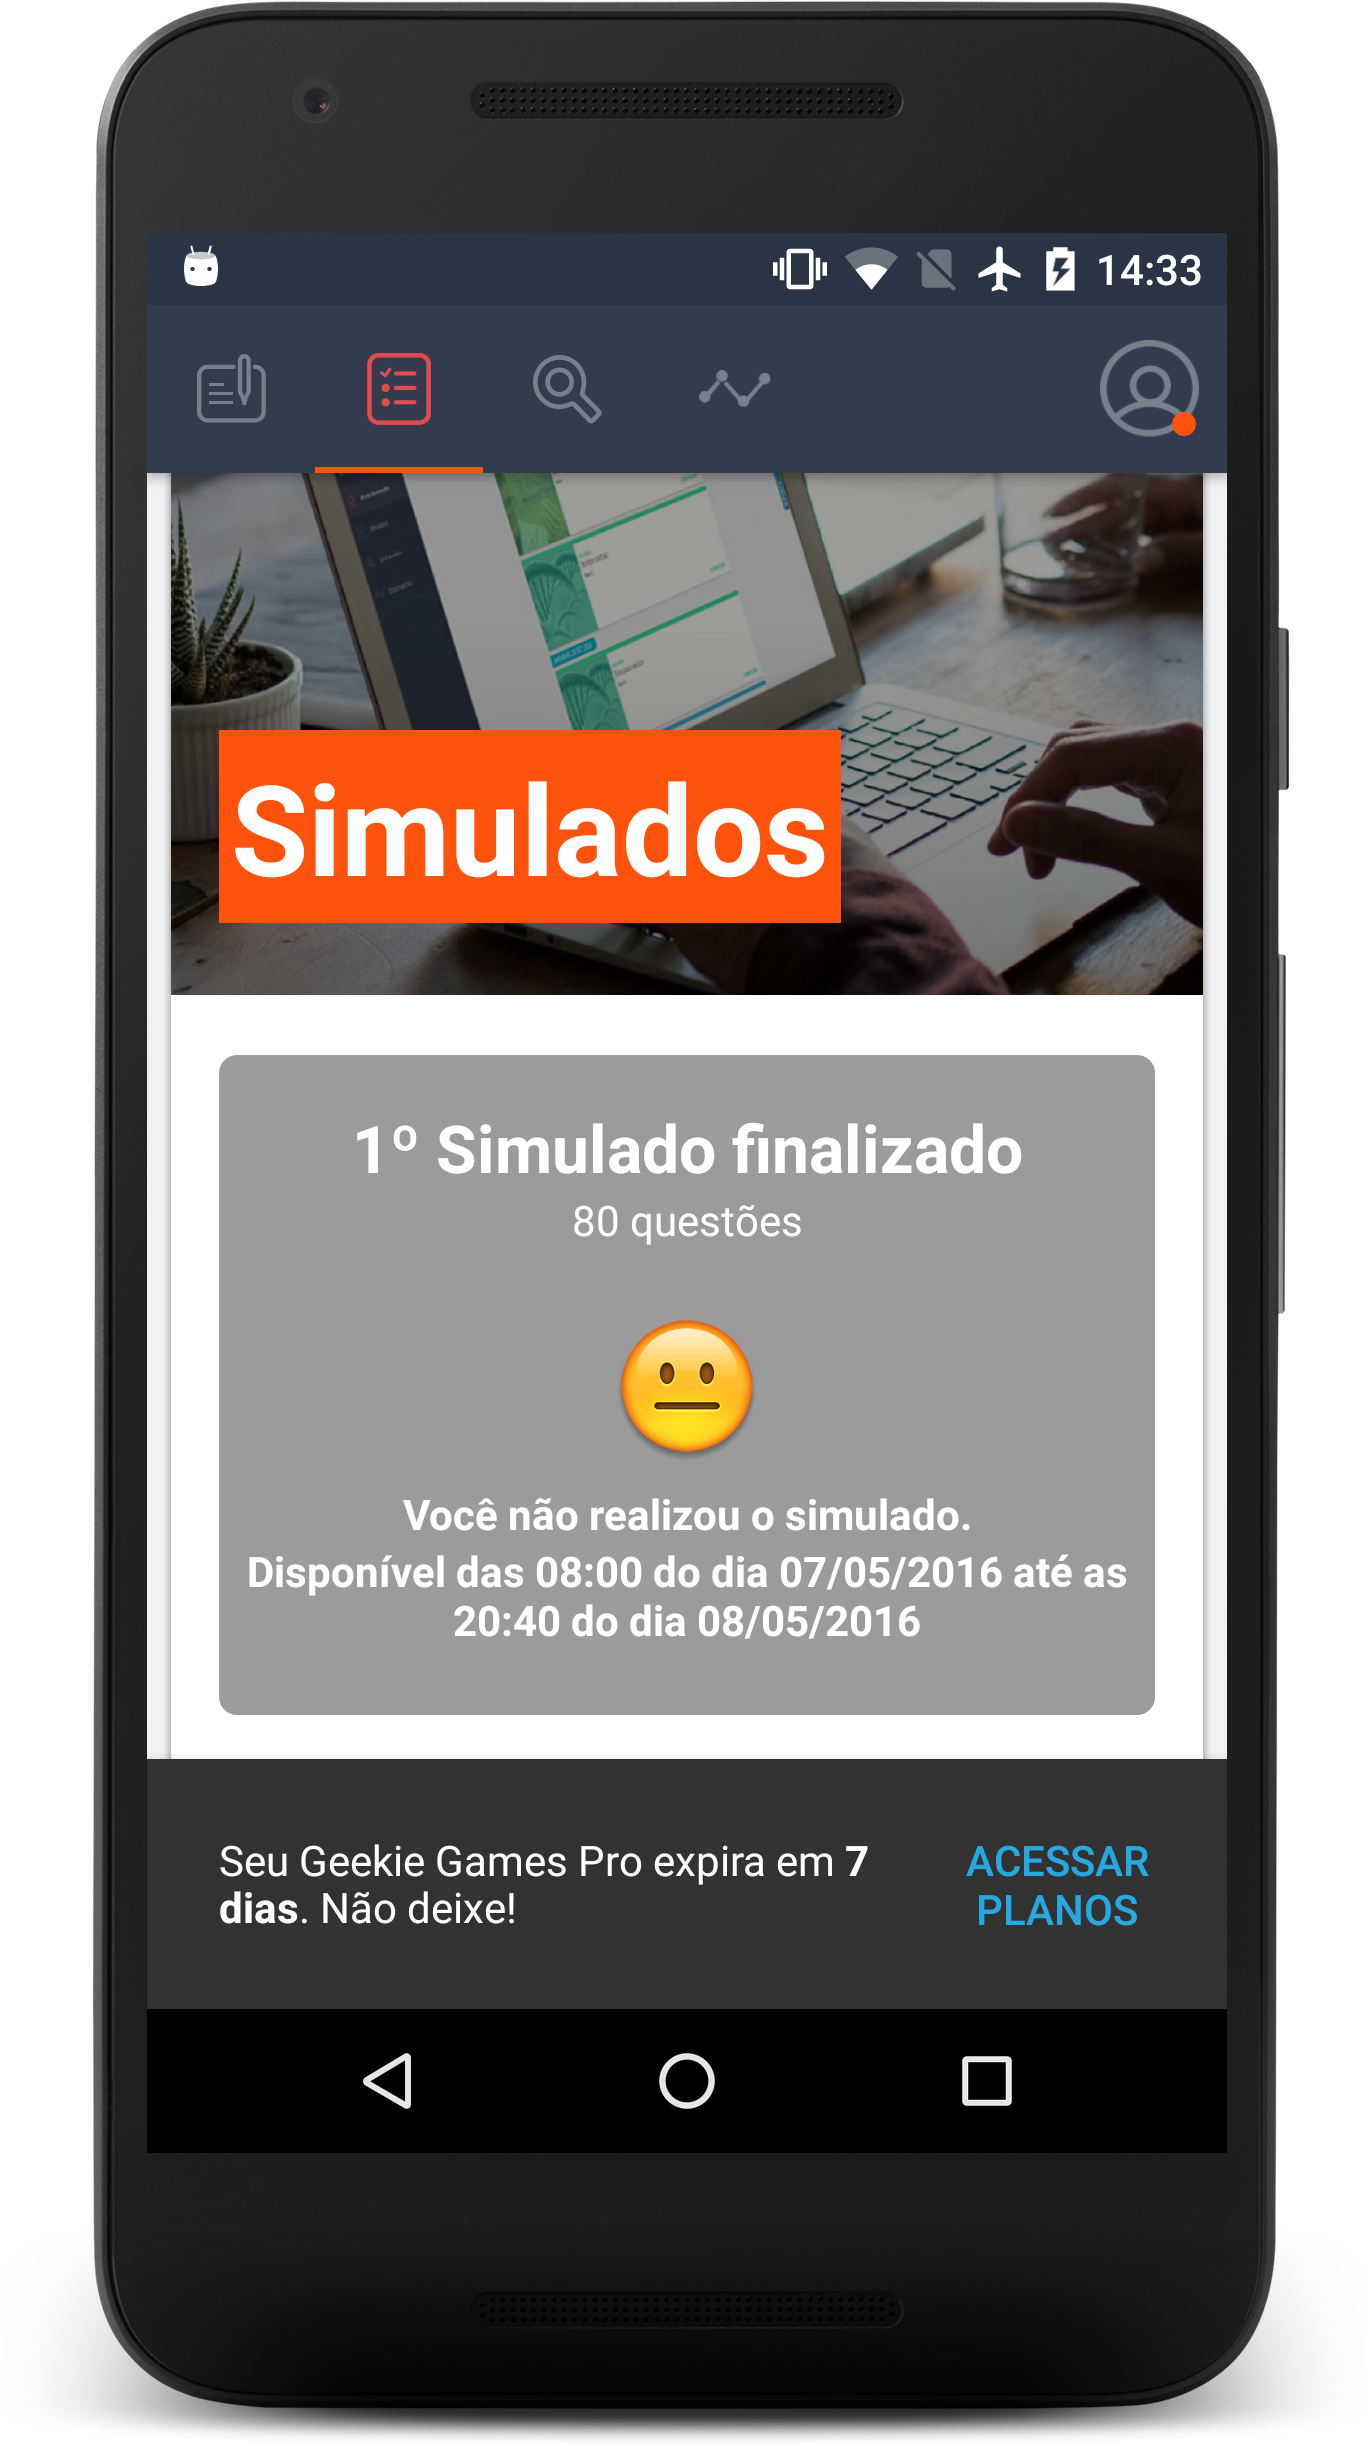 14:33
Simulados
1º Simulado finalizado
80 questões
Você não realizou o simulado.
Disponível das 08:00 do dia 07/05/2016 até as
20:40 do dia 08/05/2016
Seu Geekie Games Pro expira em 7
dias. Não deixe!
ACESSAR
PLANOS